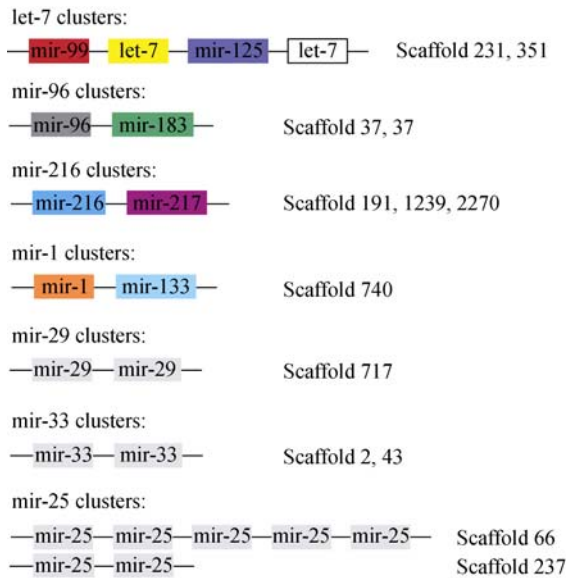 let-7 clusters:
mir-99 let-7 mir-125 let-7 Scaffold 231, 351
mir-96 clusters:
mir-96 mir-183 Scaffold 37, 37
mir-216 clusters:
mir-216 mir-217 Scaffold 191, 1239, 2270
mir-1 clusters:
mir-1 mir-133 Scaffold 740
mir-29 clusters:
mir-29 mir-29 Scaffold 717
mir-33 clusters:
mir-33 mir-33 Scaffold 2, 43
mir-25 clusters:
mir-25 mir-25 mir-25 mir-25 mir-25 Scaffold 66
mir-25 mir-25 Scaffold 237